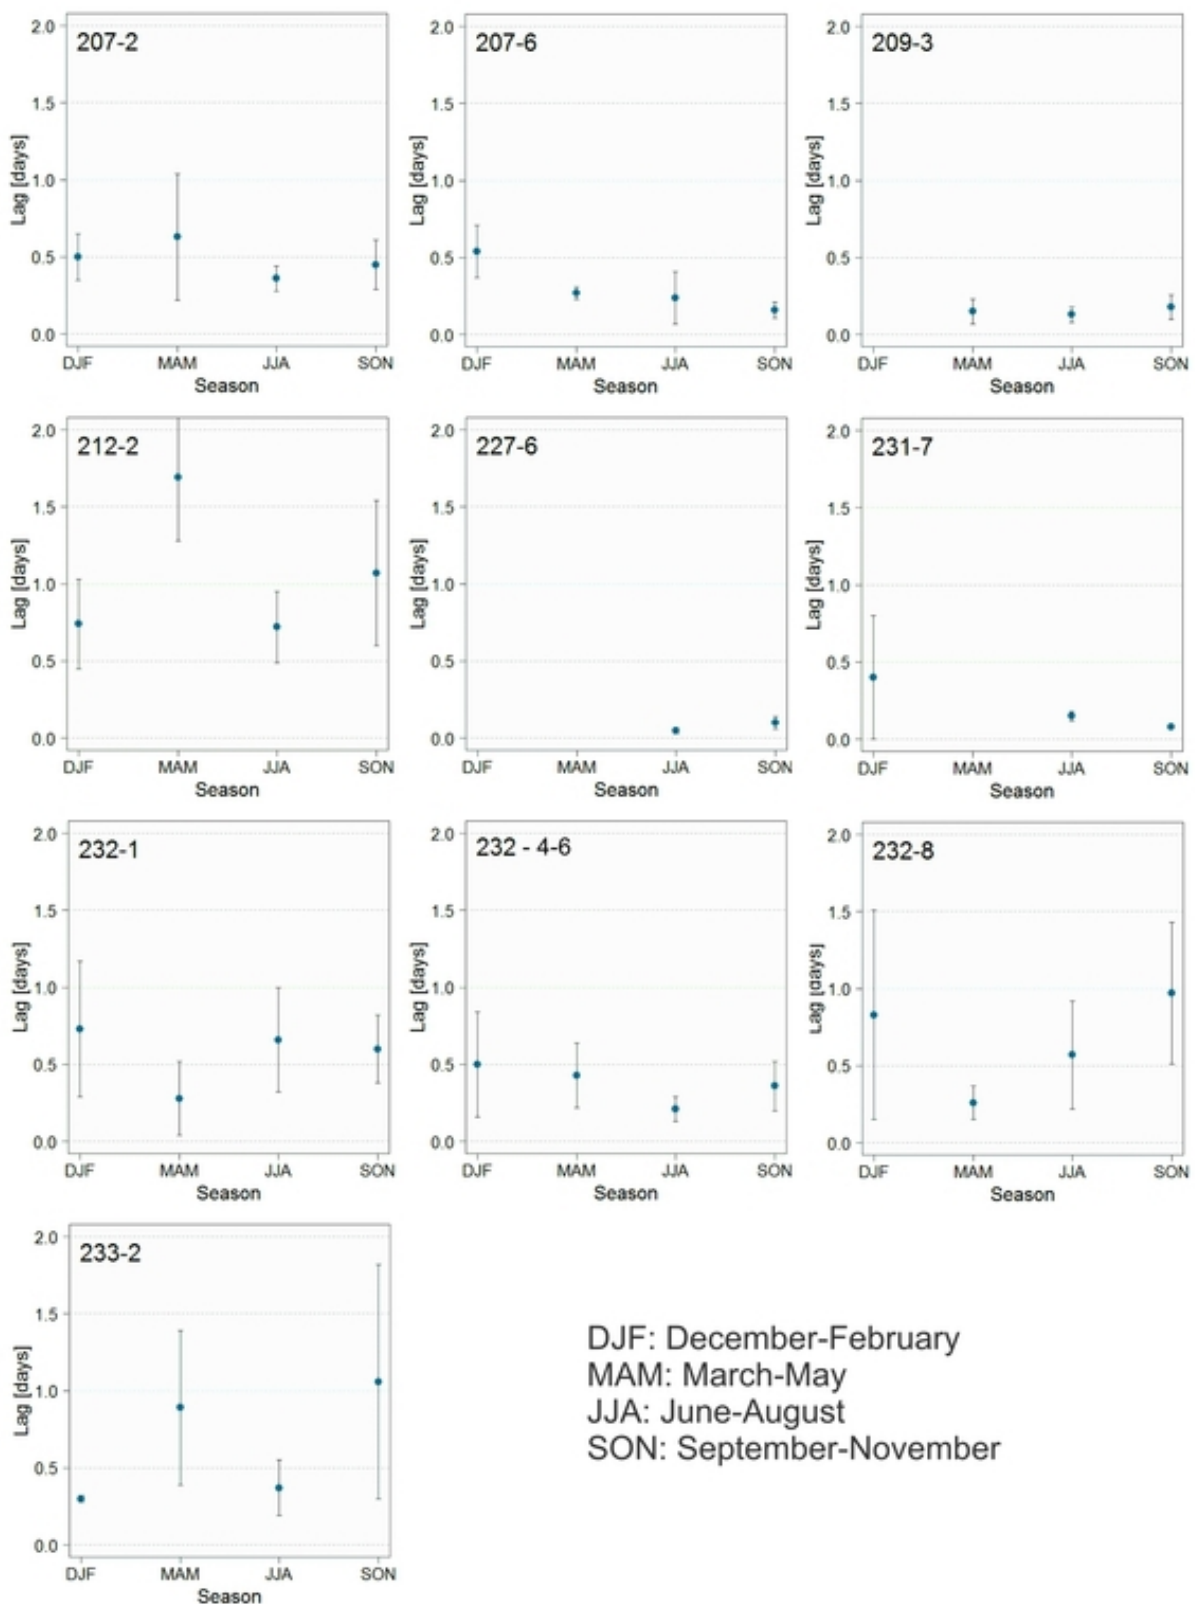 207-2
2.0
1.5
1.0
0.5
0.0
Lag [days]
DJF MAM JJA SON
Season
207-6
2.0
1.5
1.0
0.5
0.0
Lag [days]
DJF MAM JJA SON
Season
209-3
2.0
1.5
1.0
0.5
0.0
Lag [days]
DJF MAM JJA SON
Season
212-2
2.0
1.5
1.0
0.5
0.0
Lag [days]
DJF MAM JJA SON
Season
227-6
2.0
1.5
1.0
0.5
0.0
Lag [days]
DJF MAM JJA SON
Season
231-7
2.0
1.5
1.0
0.5
0.0
Lag [days]
DJF MAM JJA SON
Season
232-1
2.0
1.5
1.0
0.5
0.0
Lag [days]
DJF MAM JJA SON
Season
232 - 4-6
2.0
1.5
1.0
0.5
0.0
Lag [days]
DJF MAM JJA SON
Season
232-8
2.0
1.5
1.0
0.5
0.0
Lag [days]
DJF MAM JJA SON
Season
233-2
2.0
1.5
1.0
0.5
0.0
Lag [days]
DJF MAM JJA SON
Season
DJF: December-February
MAM: March-May
JJA: June-August
SON: September-November